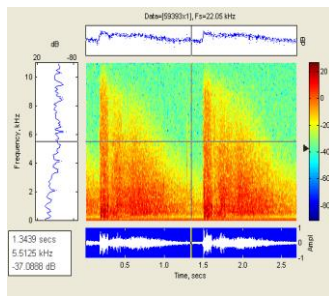 Data=[59393x1], Fs=22.05 kHz
dB
20 -80
dB
Frequency, kHz
10
8
6
4
2
0
20
0
-20
-40
-60
-80
1.3439 secs
5.5125 kHz
-37.0888 dB
1
0
-1
Ampl
0.5 1.0 1.5 2.0 2.5
Time, secs